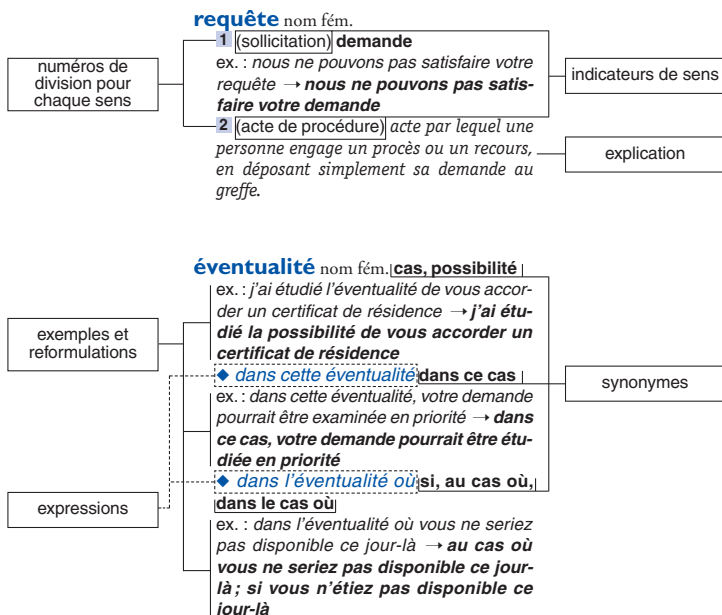 requête nom fém.
1 (sollicitation) demande
ex. : nous ne pouvons pas satisfaire votre
requête → nous ne pouvons pas satis-
faire votre demande
2 (acte de procédure) acte par lequel une
personne engage un procès ou un recours,
en déposant simplement sa demande au
greffe.
numéros de
division pour
chaque sens
indicateurs de sens
explication
éventualité nom fém. cas, possibilité
ex. : j'ai étudié l'éventualité de vous accor-
der un certificat de résidence → j'ai étu-
dié la possibilité de vous accorder un
certificat de résidence
◆ dans cette éventualité dans ce cas
ex. : dans cette éventualité, votre demande
pourrait être examinée en priorité → dans
ce cas, votre demande pourrait être étu-
diée en priorité
◆ dans l'éventualité où si, au cas où,
dans le cas où
ex. : dans l'éventualité où vous ne seriez
pas disponible ce jour-là → au cas où
vous ne seriez pas disponible ce jour-
là ; si vous n'étiez pas disponible ce
jour-là
exemples et
reformulations
expressions
synonymes